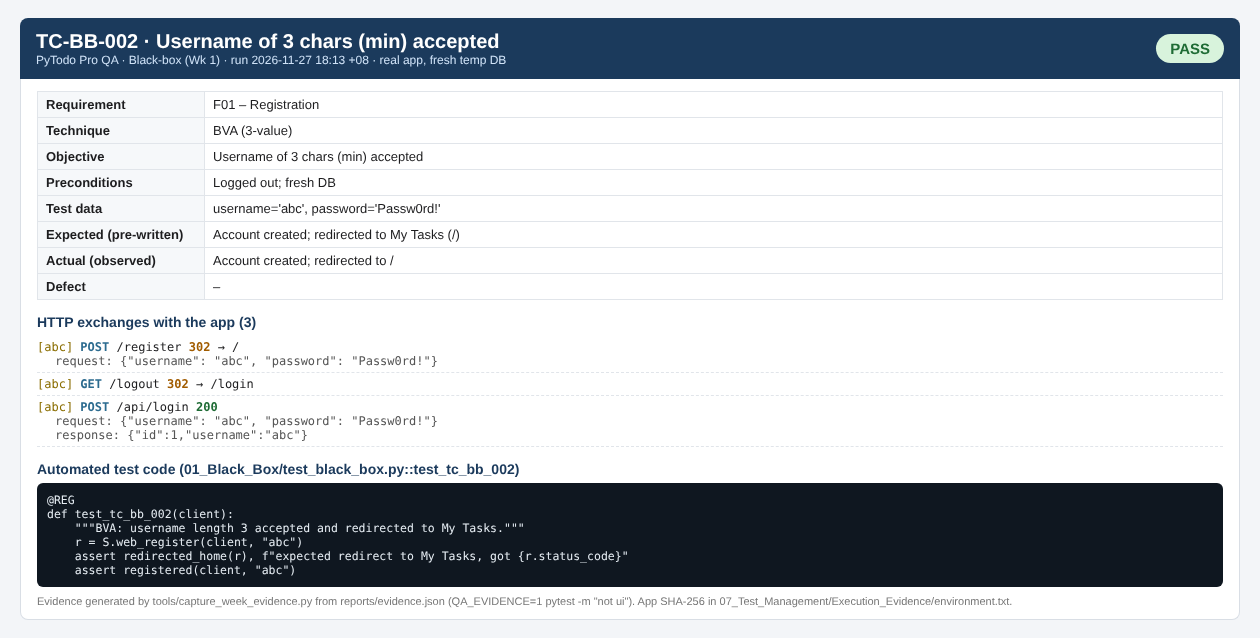 TC-BB-002 · Username of 3 chars (min) accepted
PyTodo Pro QA · Black-box (Wk 1) · run 2026-11-27 18:13 +08 · real app, fresh temp DB
PASS
Requirement F01 – Registration
Technique BVA (3-value)
Objective Username of 3 chars (min) accepted
Preconditions Logged out; fresh DB
Test data username='abc', password='Passw0rd!'
Expected (pre-written) Account created; redirected to My Tasks (/)
Actual (observed) Account created; redirected to /
Defect –
HTTP exchanges with the app (3)
[abc] POST /register 302 → /
request: {"username": "abc", "password": "Passw0rd!"}
[abc] GET /logout 302 → /login
[abc] POST /api/login 200
request: {"username": "abc", "password": "Passw0rd!"}
response: {"id":1,"username":"abc"}
Automated test code (01_Black_Box/test_black_box.py::test_tc_bb_002)
@REG
def test_tc_bb_002(client):
    """BVA: username length 3 accepted and redirected to My Tasks."""
    r = S.web_register(client, "abc")
    assert redirected_home(r), f"expected redirect to My Tasks, got {r.status_code}"
    assert registered(client, "abc")
Evidence generated by tools/capture_week_evidence.py from reports/evidence.json (QA_EVIDENCE=1 pytest -m "not ui"). App SHA-256 in 07_Test_Management/Execution_Evidence/environment.txt.